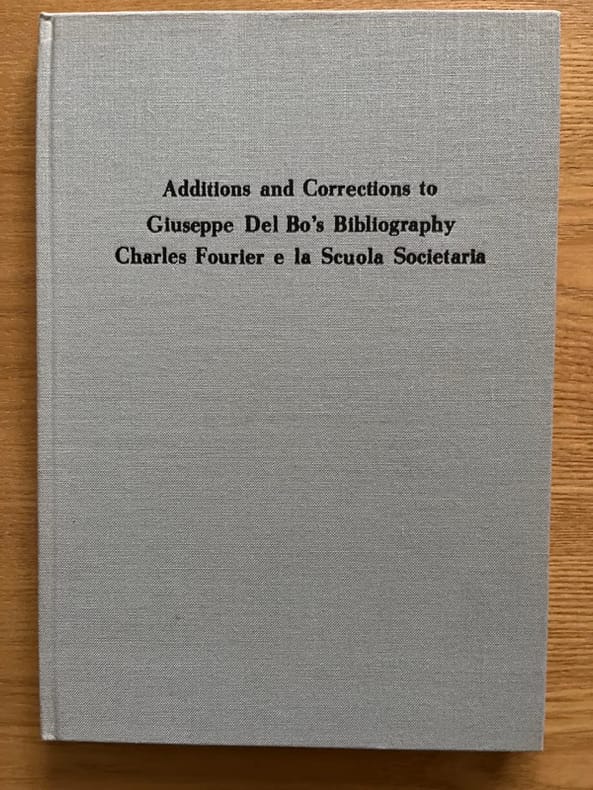 Additions and Corrections to
Giuseppe Del Bo's Bibliography
Charles Fourier e la Scuola Societaria